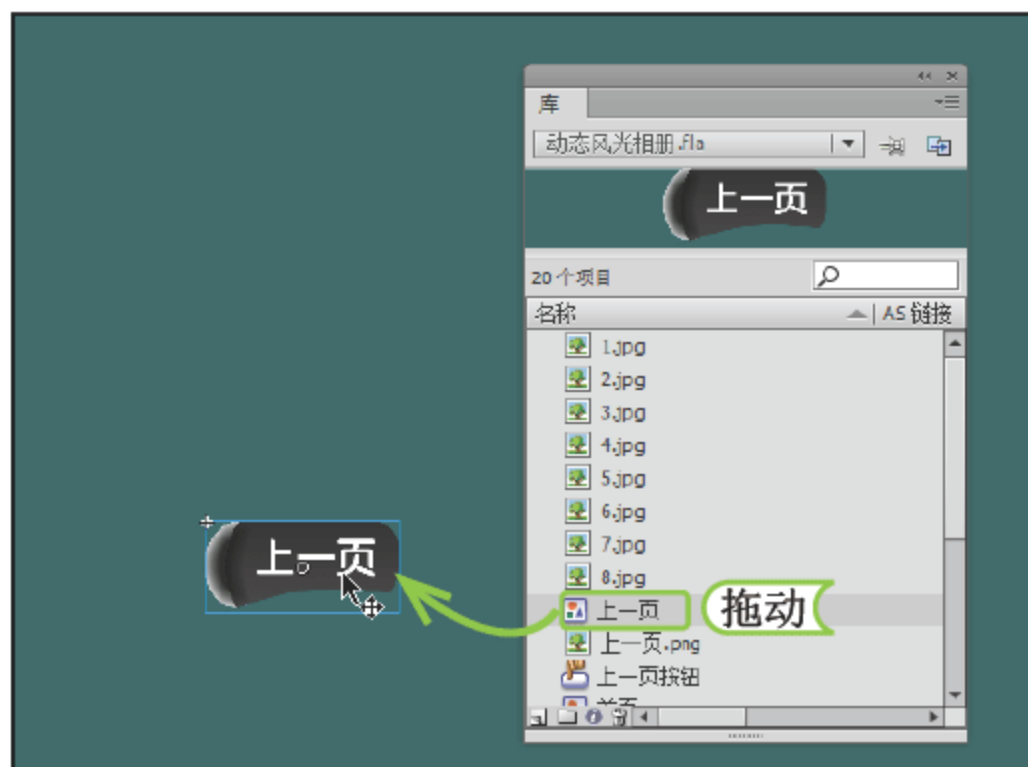 库
动态风光相册.fla
上一页
20 个项目
名称
AS 链接
1.jpg
2.jpg
3.jpg
4.jpg
5.jpg
6.jpg
7.jpg
8.jpg
上一页
拖动
上一页.png
上一页按钮
首页
上一页